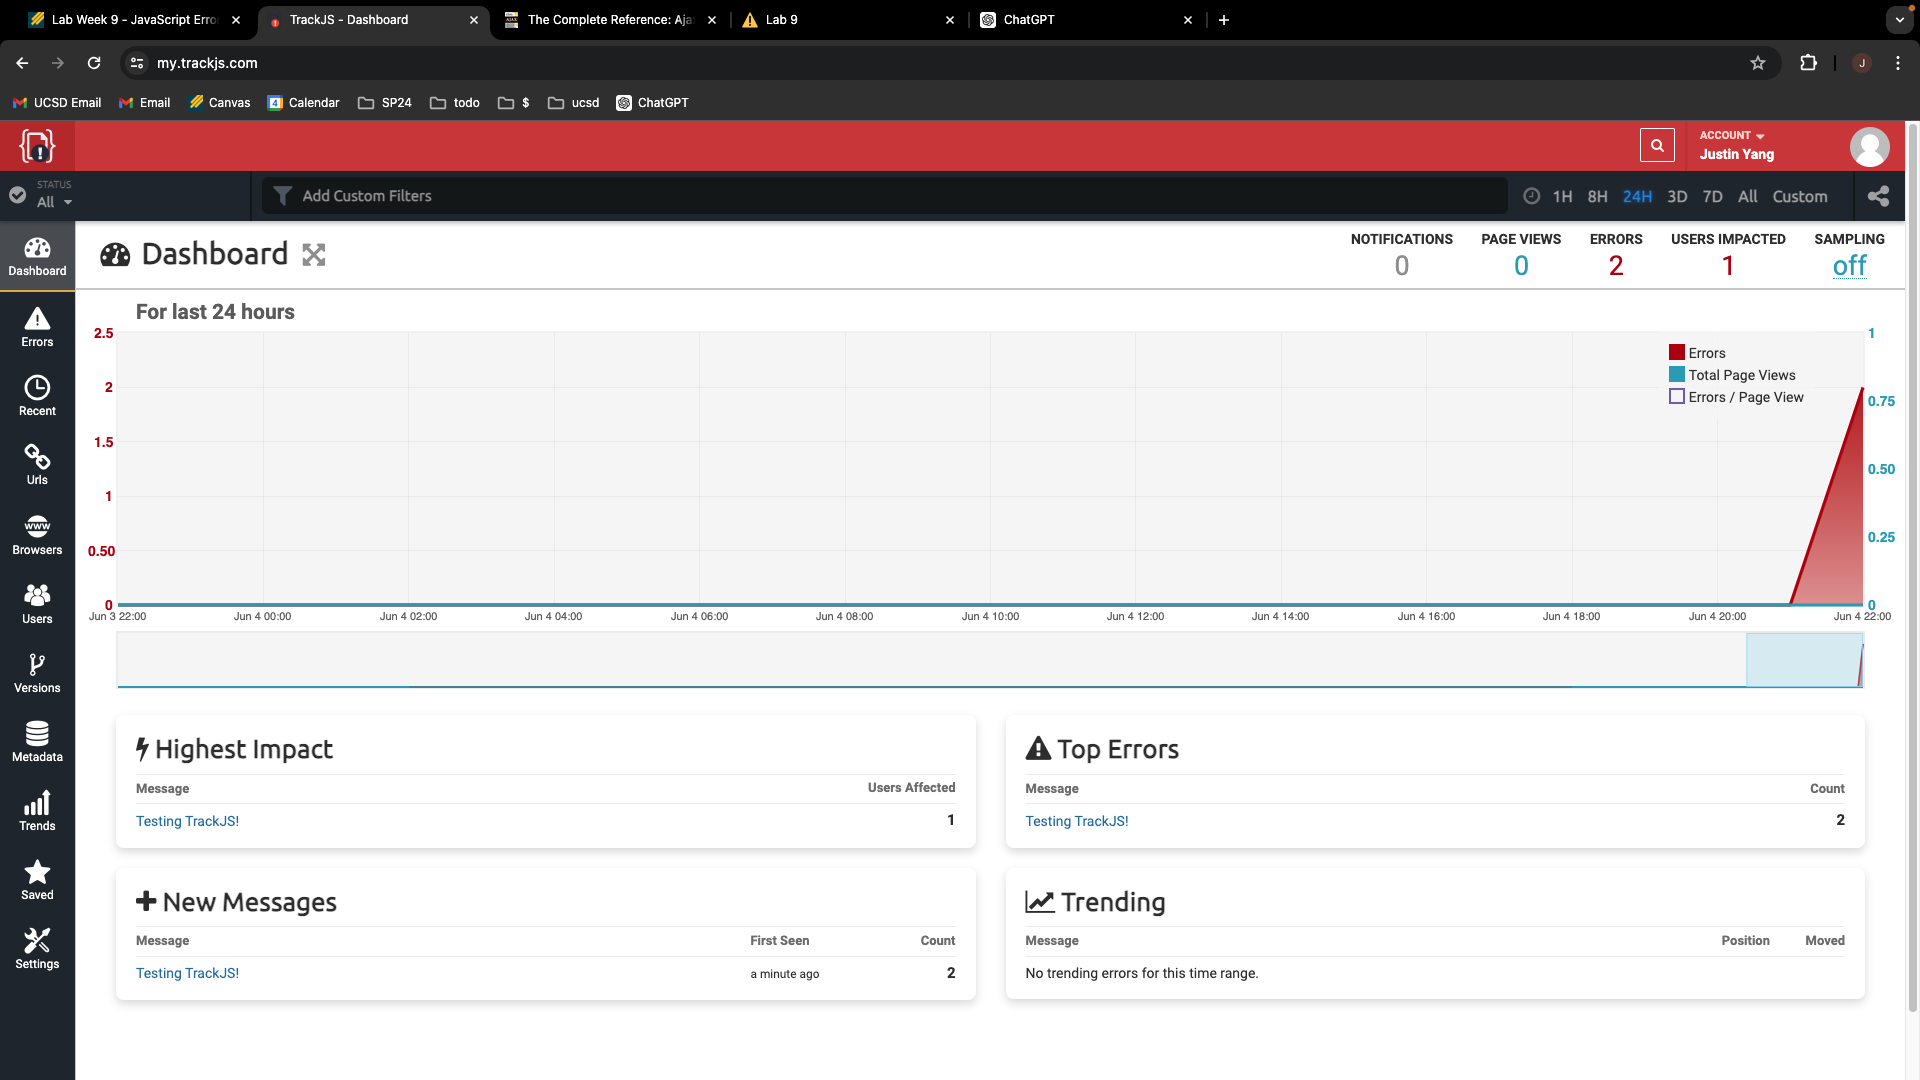 Lab Week 9 - JavaScript Erro
TrackJS - Dashboard
The Complete Reference: Aja
Lab 9
ChatGPT
my.trackjs.com
J
UCSD Email
Email
Canvas
4
Calendar
SP24
todo
$
ucsd
ChatGPT
ACCOUNT
Justin Yang
STATUS
All
Add Custom Filters
1H 8H 24H 3D 7D All Custom
Dashboard
Errors
Recent
Urls
WWW
Browsers
Users
Versions
Metadata
Trends
Saved
Settings
Dashboard
NOTIFICATIONS
0
PAGE VIEWS
0
ERRORS
2
USERS IMPACTED
1
SAMPLING
off
For last 24 hours
2.5
2
1.5
1
0.50
0
Errors
Total Page Views
Errors / Page View
1
0.75
0.50
0.25
0
Jun 3 22:00
Jun 4 00:00
Jun 4 02:00
Jun 4 04:00
Jun 4 06:00
Jun 4 08:00
Jun 4 10:00
Jun 4 12:00
Jun 4 14:00
Jun 4 16:00
Jun 4 18:00
Jun 4 20:00
Jun 4 22:00
Highest Impact
Message Users Affected
Testing TrackJS! 1
Top Errors
Message Count
Testing TrackJS! 2
New Messages
Message First Seen Count
Testing TrackJS! a minute ago 2
Trending
Message Position Moved
No trending errors for this time range.